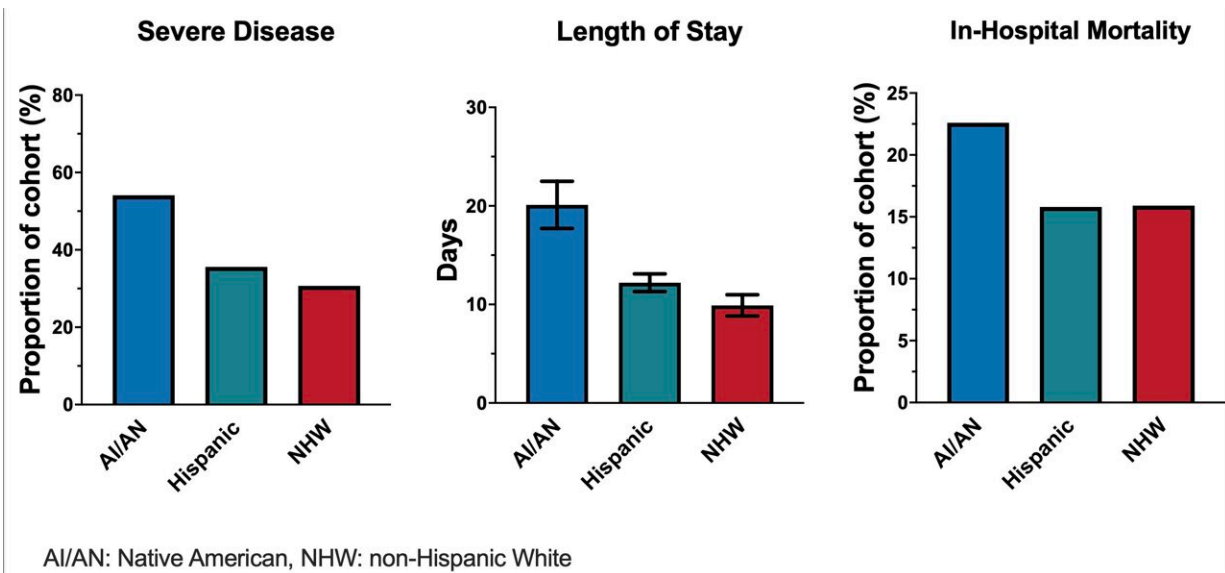 Severe Disease
Proportion of cohort (%)
80
60
40
20
0
AI/AN
Hispanic
NHW
Length of Stay
Days
30
20
10
0
AI/AN
Hispanic
NHW
In-Hospital Mortality
Proportion of cohort (%)
25
20
15
10
5
0
AI/AN
Hispanic
NHW
AI/AN: Native American, NHW: non-Hispanic White